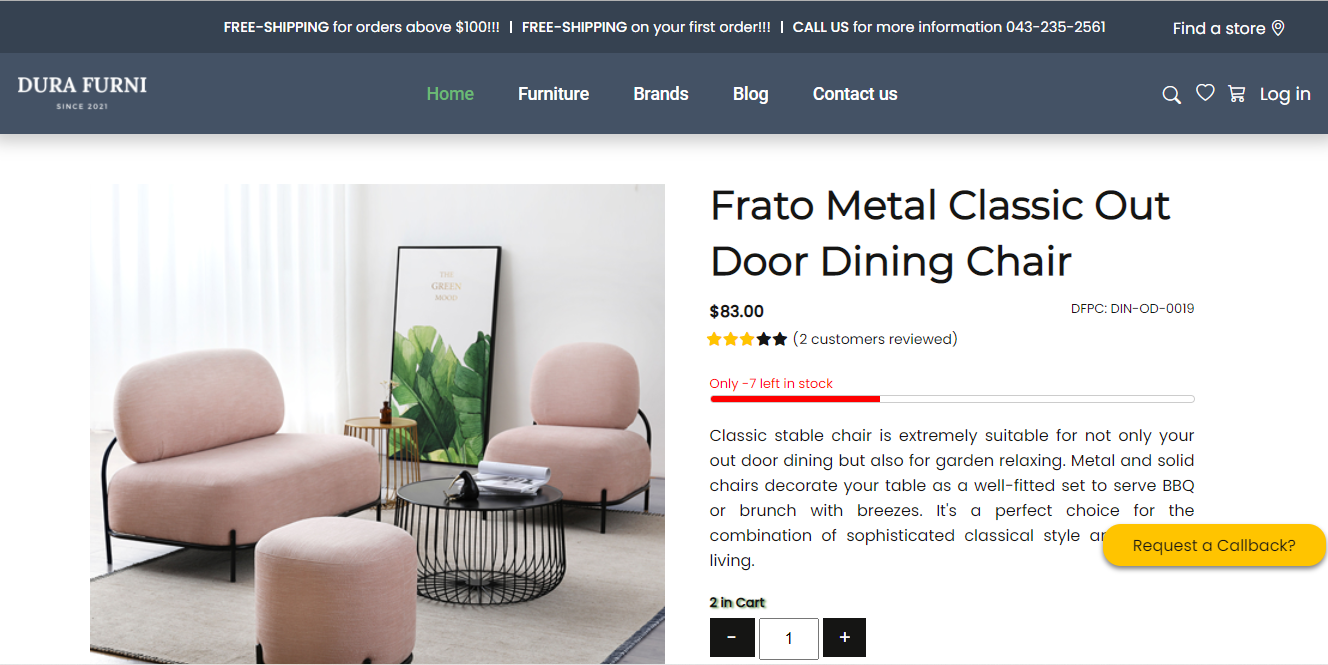 FREE-SHIPPING for orders above $100!!! | FREE-SHIPPING on your first order!!! | CALL US for more information 043-235-2561
Find a store
DURA FURNI
SINCE 2021
Home Furniture Brands Blog Contact us
Log in
THE
GREEN
MOOD
Frato Metal Classic Out
Door Dining Chair
$83.00
DFPC: DIN-OD-0019
(2 customers reviewed)
Only -7 left in stock
Classic stable chair is extremely suitable for not only your
out door dining but also for garden relaxing. Metal and solid
chairs decorate your table as a well-fitted set to serve BBQ
or brunch with breezes. It's a perfect choice for the
combination of sophisticated classical style
living.
Request a Callback?
2 in Cart
- 1 +